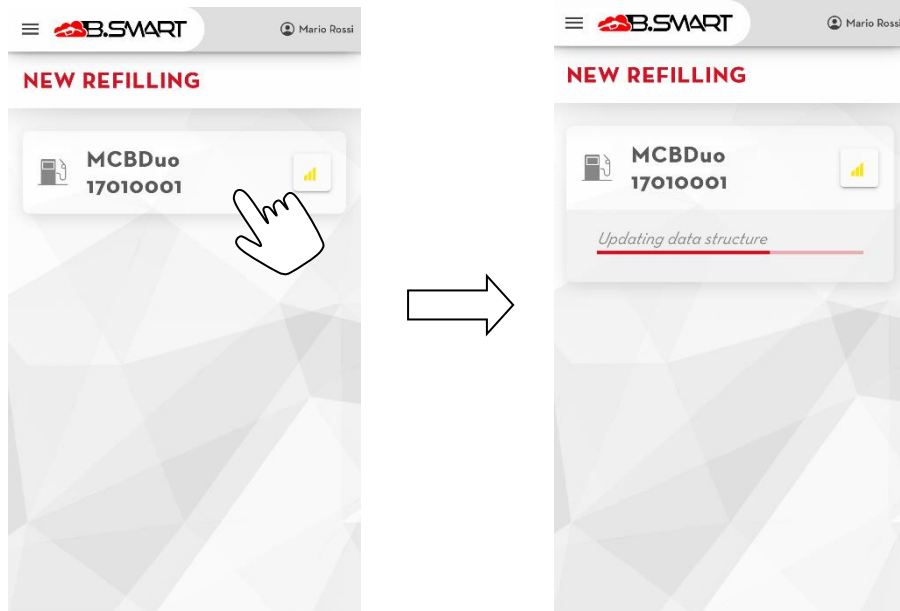 B.SMART
Mario Rossi
NEW REFILLING
MCBDuo
17010001
B.SMART
Mario Rossi
NEW REFILLING
MCBDuo
17010001
Updating data structure